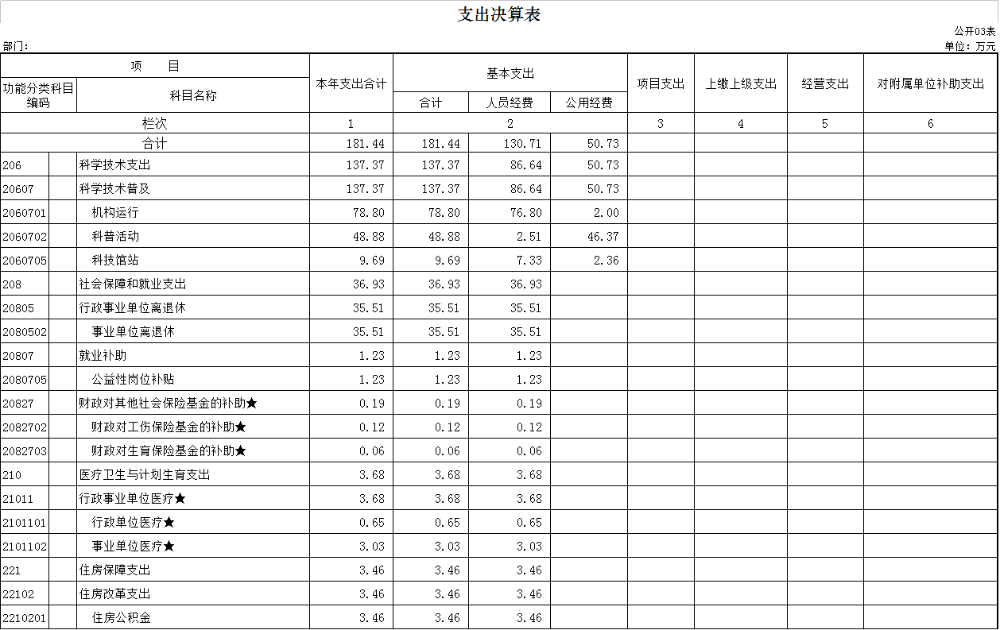 支出决算表
公开03表
部门： 单位：万元
项 目 本年支出合计 基本支出 项目支出 上缴上级支出 经营支出 对附属单位补助支出
功能分类科目
编码 科目名称
合计 人员经费 公用经费
栏次 1 2 3 4 5 6
合计 181.44 181.44 130.71 50.73
206 科学技术支出 137.37 137.37 86.64 50.73
20607 科学技术普及 137.37 137.37 86.64 50.73
2060701 机构运行 78.80 78.80 76.80 2.00
2060702 科普活动 48.88 48.88 2.51 46.37
2060705 科技馆站 9.69 9.69 7.33 2.36
208 社会保障和就业支出 36.93 36.93 36.93
20805 行政事业单位离退休 35.51 35.51 35.51
2080502 事业单位离退休 35.51 35.51 35.51
20807 就业补助 1.23 1.23 1.23
2080705 公益性岗位补贴 1.23 1.23 1.23
20827 财政对其他社会保险基金的补助★ 0.19 0.19 0.19
2082702 财政对工伤保险基金的补助★ 0.12 0.12 0.12
2082703 财政对生育保险基金的补助★ 0.06 0.06 0.06
210 医疗卫生与计划生育支出 3.68 3.68 3.68
21011 行政事业单位医疗★ 3.68 3.68 3.68
2101101 行政单位医疗★ 0.65 0.65 0.65
2101102 事业单位医疗★ 3.03 3.03 3.03
221 住房保障支出 3.46 3.46 3.46
22102 住房改革支出 3.46 3.46 3.46
2210201 住房公积金 3.46 3.46 3.46